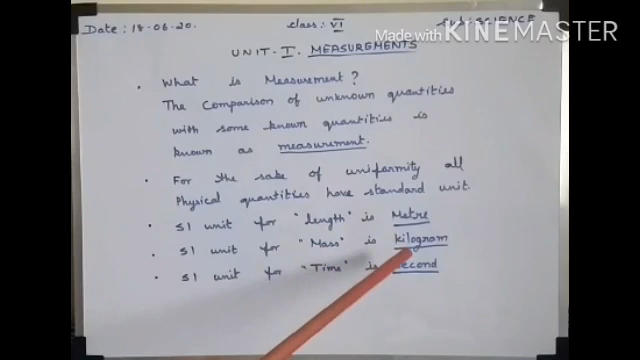 Date: 18-06-20. Class: VI Sub: SCIENCE
Made with KINEMASTER
UNIT-I. MEASUREMENTS
• What is Measurement?
The Comparison of unknown quantities
with some known quantities is
known as measurement.
• For the sake of uniformity all
Physical quantities have standard unit.
• SI unit for "length" is Metre
• SI unit for "Mass" is kilogram
• SI unit for "Time" is Second